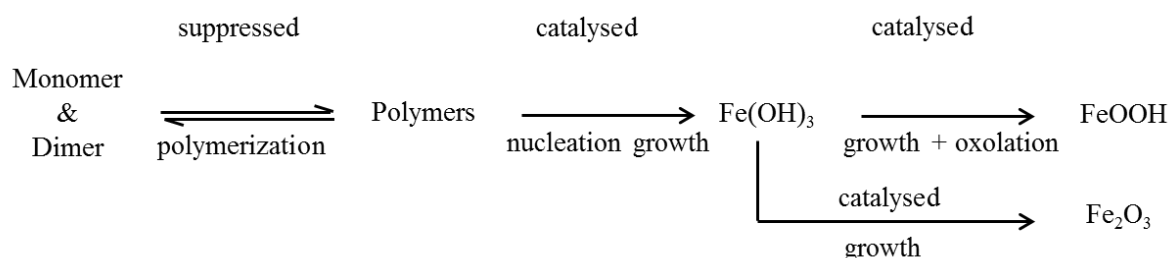 suppressed catalysed catalysed
Monomer
&
Dimer
Polymers
Fe(OH)3
FeOOH
polymerization nucleation growth growth + oxolation
catalysed
Fe2O3
growth